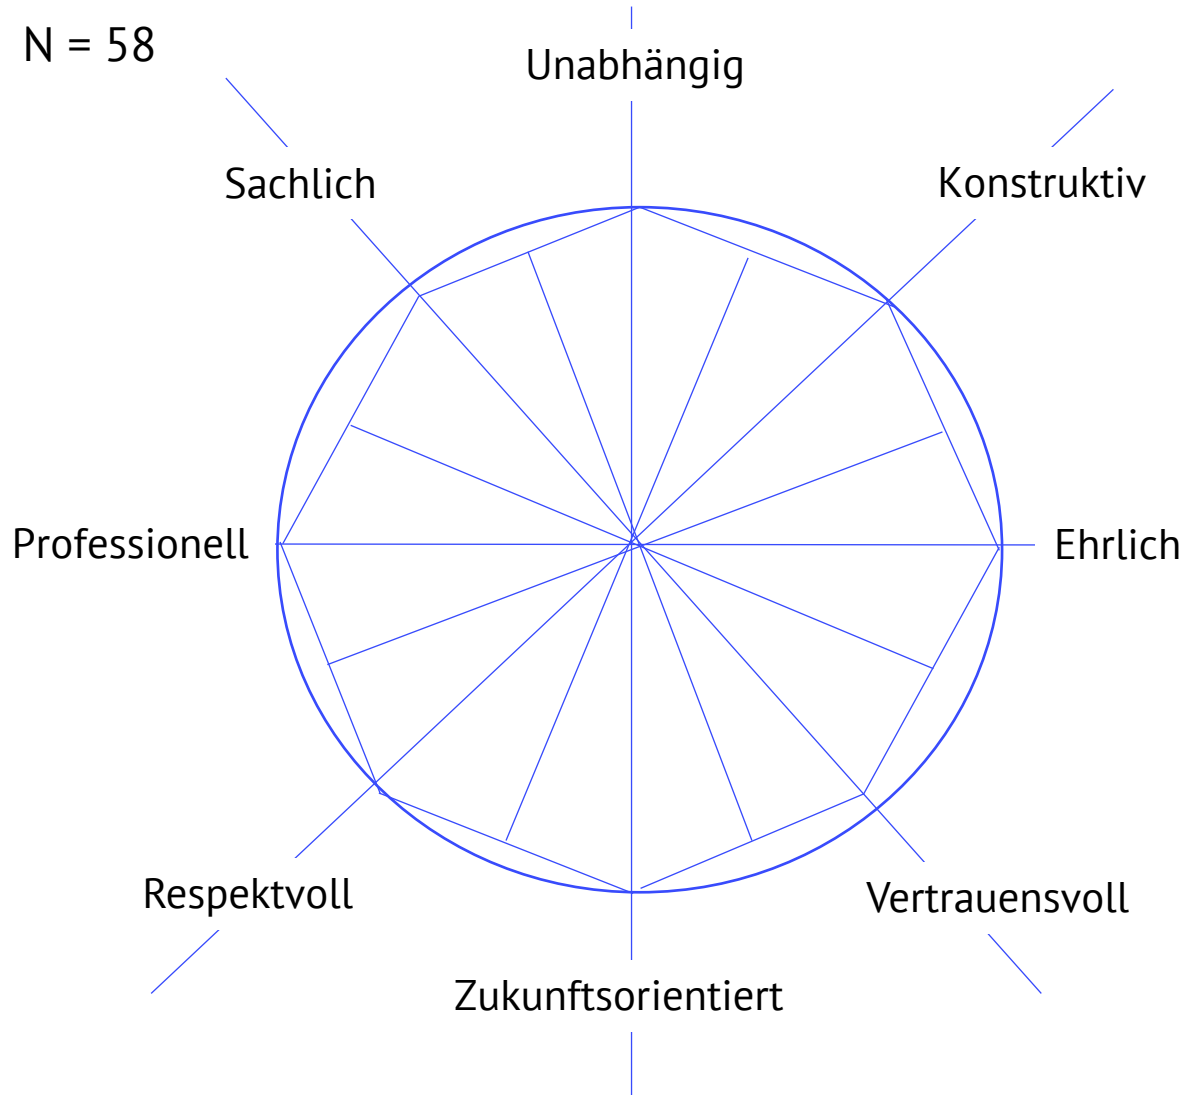 N = 58
Unabhängig
Sachlich
Konstruktiv
Professionell
Ehrlich
Respektvoll
Vertrauensvoll
Zukunftsorientiert